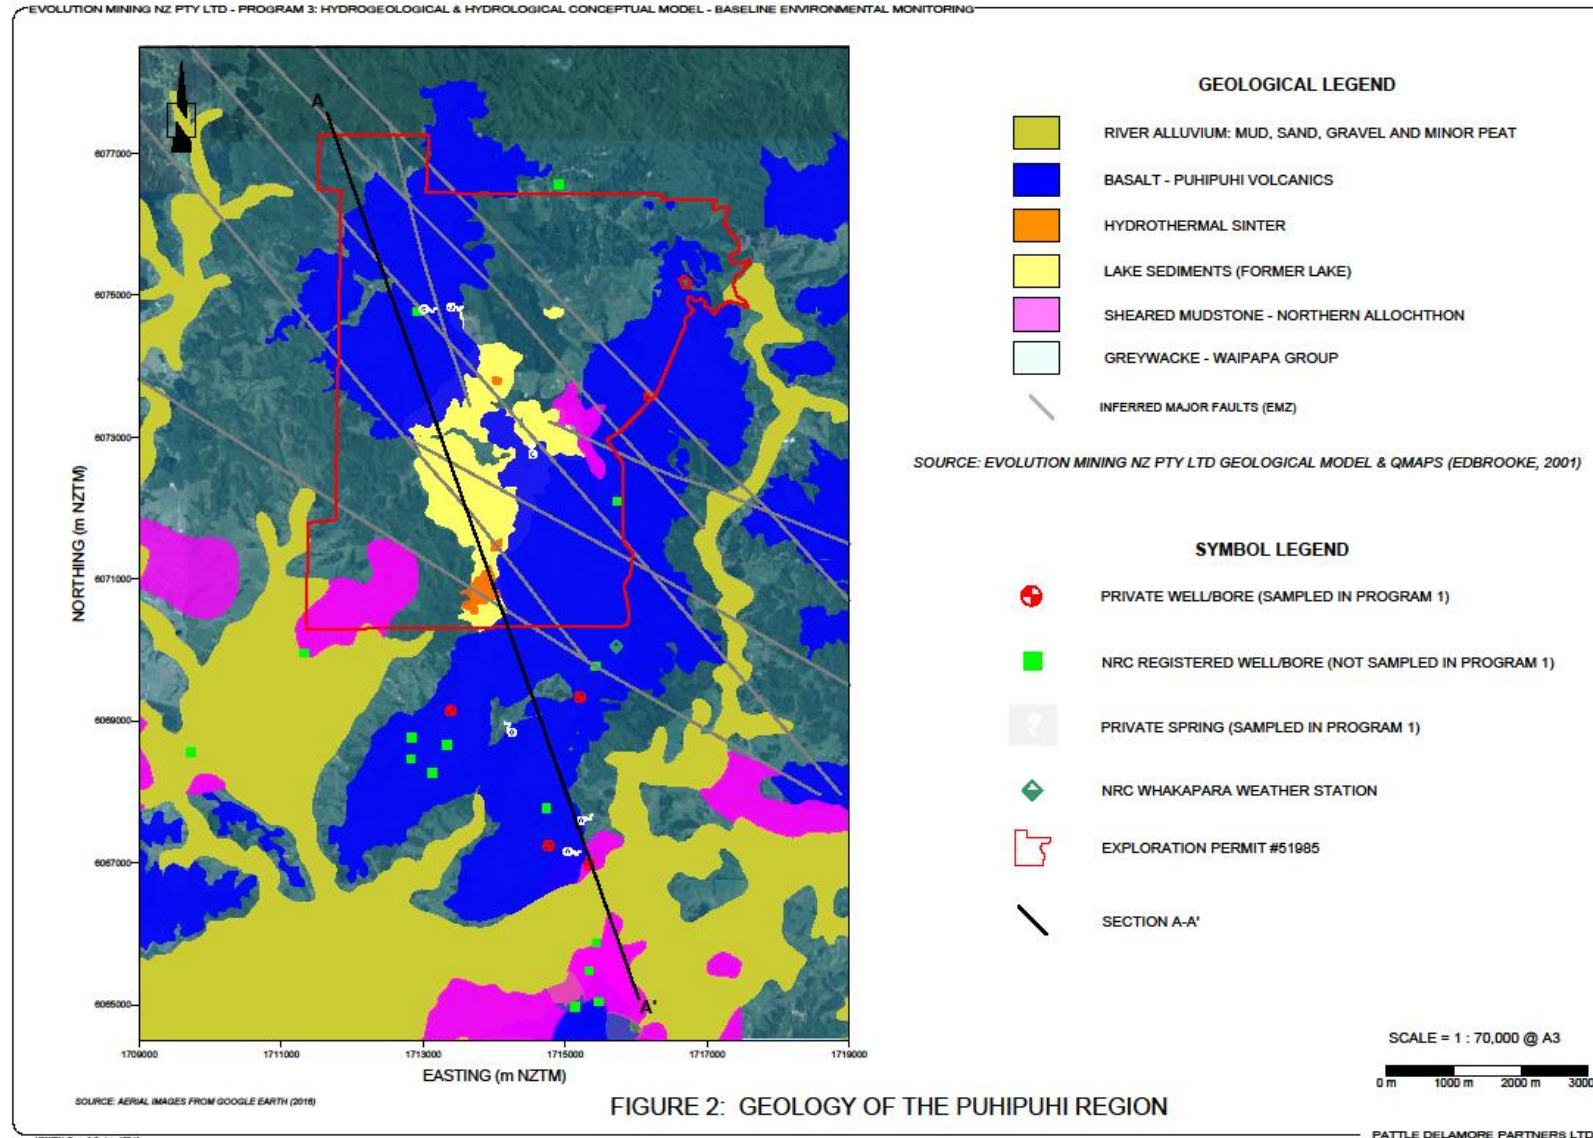 EVOLUTION MINING NZ PTY LTD - PROGRAM 3: HYDROGEOLOGICAL & HYDROLOGICAL CONCEPTUAL MODEL - BASELINE ENVIRONMENTAL MONITORING
A
6077000
6075000
6073000
6071000
6069000
6067000
6065000
NORTHING (m NZTM)
A'
1709000
1711000
1713000
1715000
1717000
1719000
EASTING (m NZTM)
GEOLOGICAL LEGEND
RIVER ALLUVIUM: MUD, SAND, GRAVEL AND MINOR PEAT
BASALT - PUHIPUHI VOLCANICS
HYDROTHERMAL SINTER
LAKE SEDIMENTS (FORMER LAKE)
SHEARED MUDSTONE - NORTHERN ALLOCHTHON
GREYWACKE - WAIPAPA GROUP
INFERRED MAJOR FAULTS (EMZ)
SOURCE: EVOLUTION MINING NZ PTY LTD GEOLOGICAL MODEL & QMAPS (EDBROOKE, 2001)
SYMBOL LEGEND
PRIVATE WELL/BORE (SAMPLED IN PROGRAM 1)
NRC REGISTERED WELL/BORE (NOT SAMPLED IN PROGRAM 1)
PRIVATE SPRING (SAMPLED IN PROGRAM 1)
NRC WHAKAPARA WEATHER STATION
EXPLORATION PERMIT #51985
SECTION A-A'
SCALE = 1 : 70,000 @ A3
0 m 1000 m 2000 m 3000
SOURCE: AERIAL IMAGES FROM GOOGLE EARTH (2016)
FIGURE 2: GEOLOGY OF THE PUHIPUHI REGION
PATTLE DELAMORE PARTNERS LTD